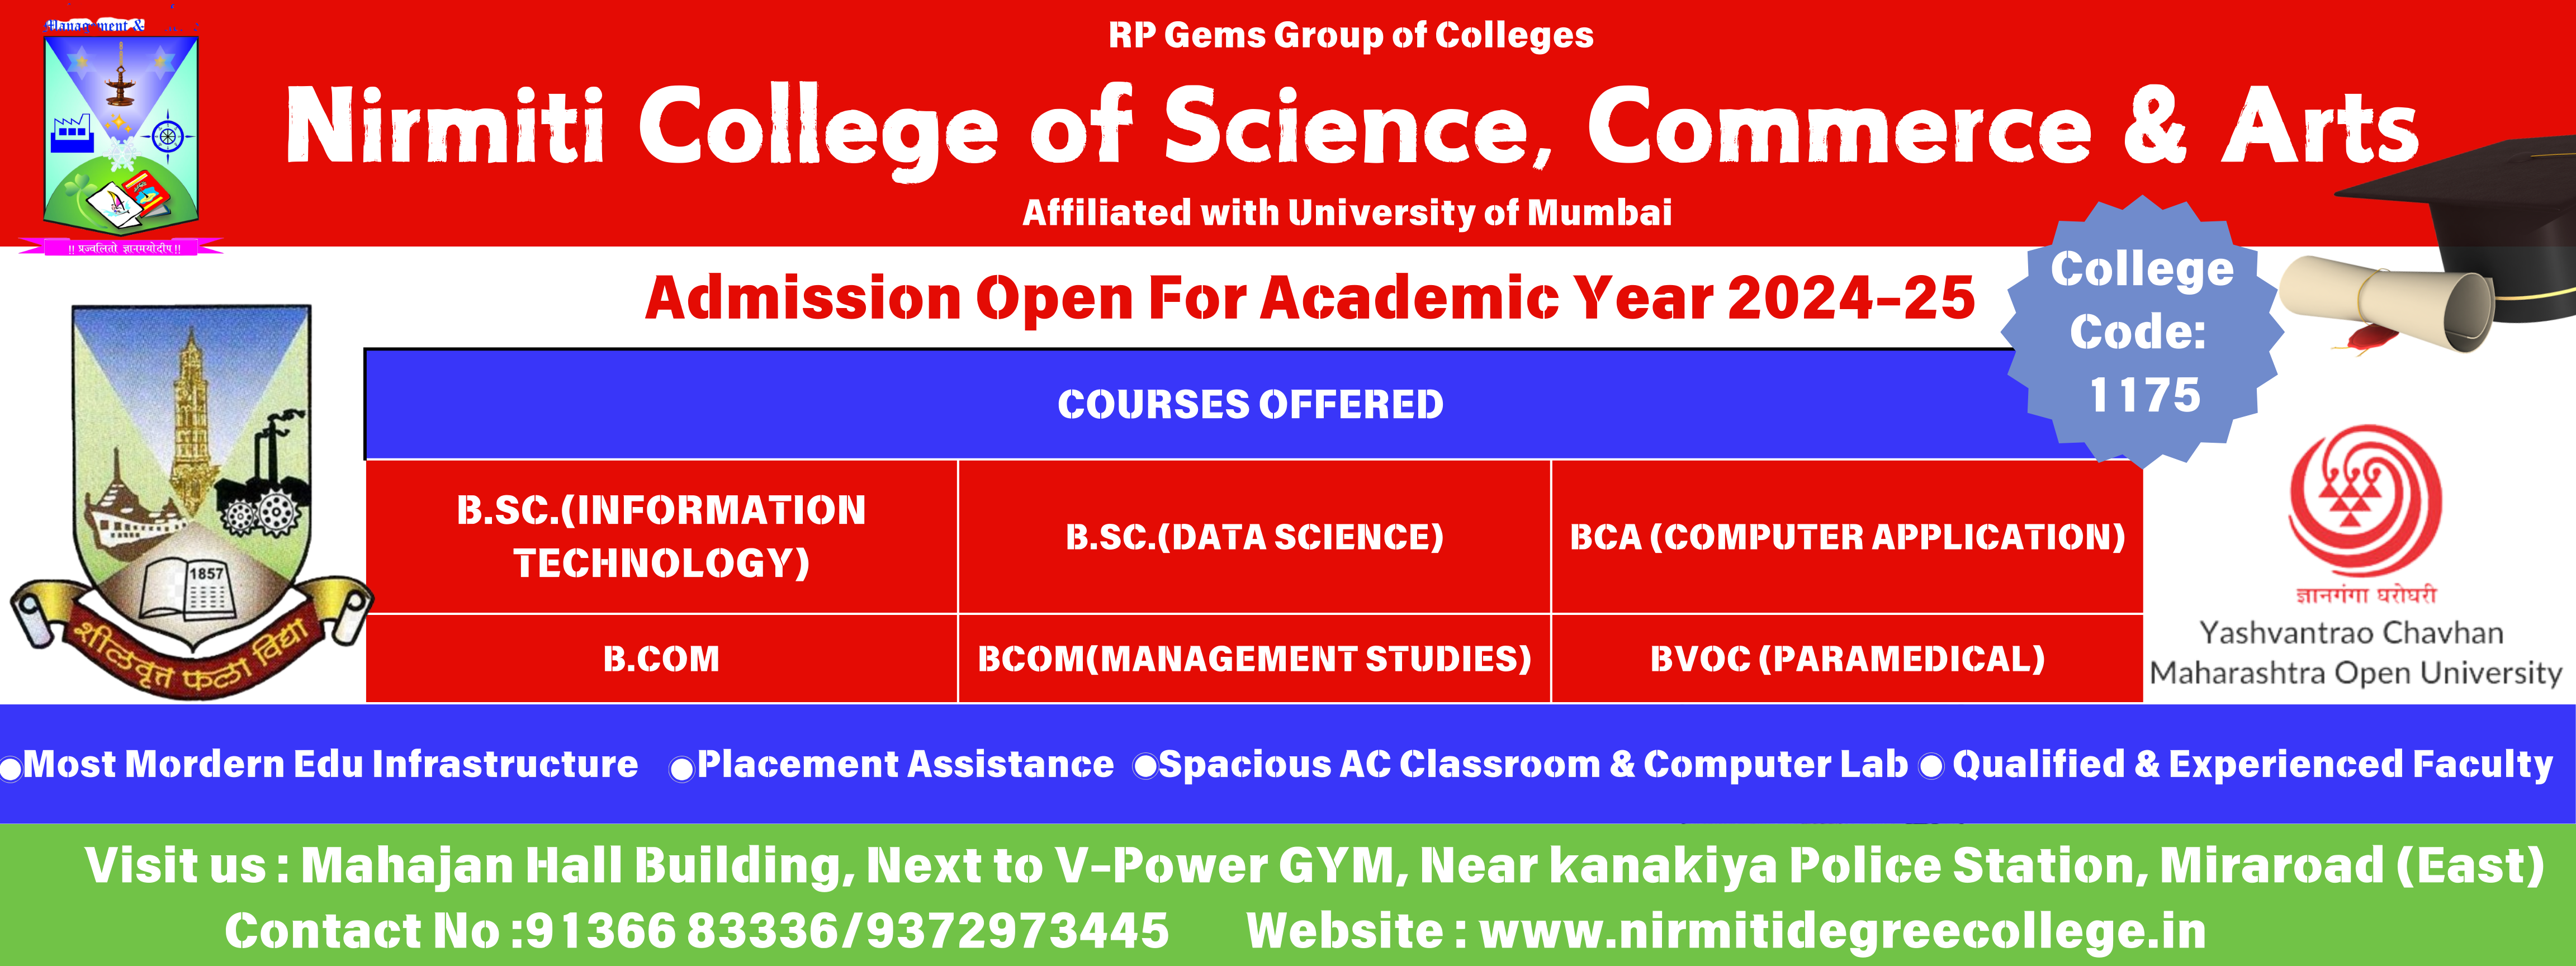 Management &
RP Gems Group of Colleges
Nirmiti College of Science, Commerce & Arts
Affiliated with University of Mumbai
!! प्रज्वलितो ज्ञानमयोदीप !!
Admission Open For Academic Year 2024-25
College
Code:
1175
COURSES OFFERED
B.SC.(INFORMATION
TECHNOLOGY)
B.SC.(DATA SCIENCE)
BCA (COMPUTER APPLICATION)
B.COM
BCOM(MANAGEMENT STUDIES)
BVOC (PARAMEDICAL)
1857
शीलवृत्त फला विद्या
ज्ञानगंगा घरोघरी
Yashvantrao Chavhan
Maharashtra Open University
Most Mordern Edu Infrastructure Placement Assistance Spacious AC Classroom & Computer Lab Qualified & Experienced Faculty
Visit us : Mahajan Hall Building, Next to V-Power GYM, Near kanakiya Police Station, Miraroad (East)
Contact No :91366 83336/9372973445 Website : www.nirmitidegreecollege.in